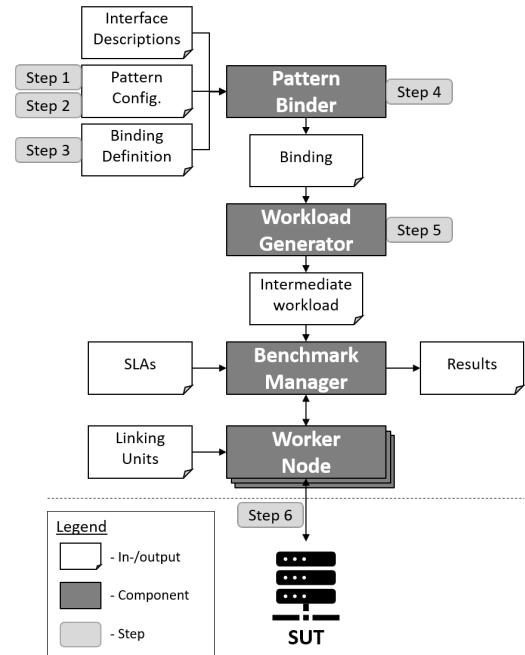 Interface
Descriptions
Step 1
Step 2
Pattern
Config.
Pattern
Binder
Step 4
Step 3
Binding
Definition
Binding
Workload
Generator
Step 5
Intermediate
workload
SLAs
Benchmark
Manager
Results
Linking
Units
Worker
Node
Step 6
Legend
- In-/output
- Component
- Step
SUT